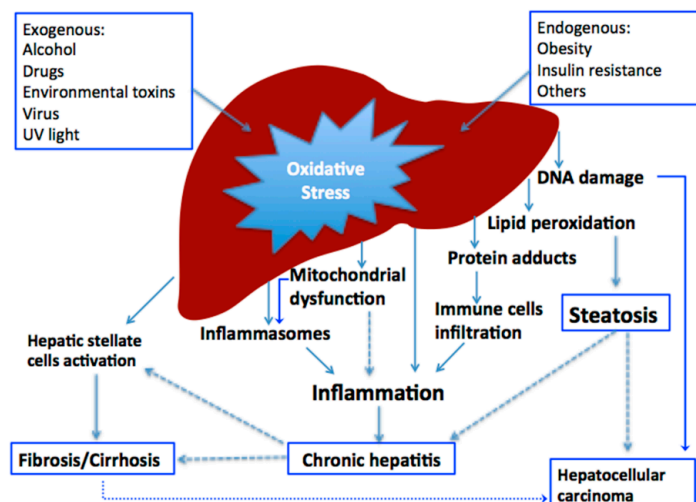 Exogenous:
Alcohol
Drugs
Environmental toxins
Virus
UV light
Endogenous:
Obesity
Insulin resistance
Others
Oxidative
Stress
DNA damage
Lipid peroxidation
Protein adducts
Mitochondrial
dysfunction
Immune cells
infiltration
Steatosis
Inflammasomes
Hepatic stellate
cells activation
Inflammation
Fibrosis/Cirrhosis
Chronic hepatitis
Hepatocellular
carcinoma